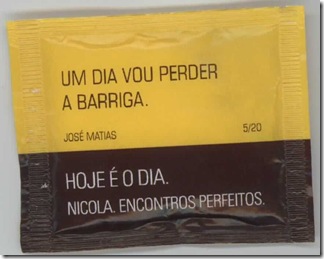 UM DIA VOU PERDER
A BARRIGA.
JOSÉ MATIAS 5/20
HOJE É O DIA.
NICOLA. ENCONTROS PERFEITOS.